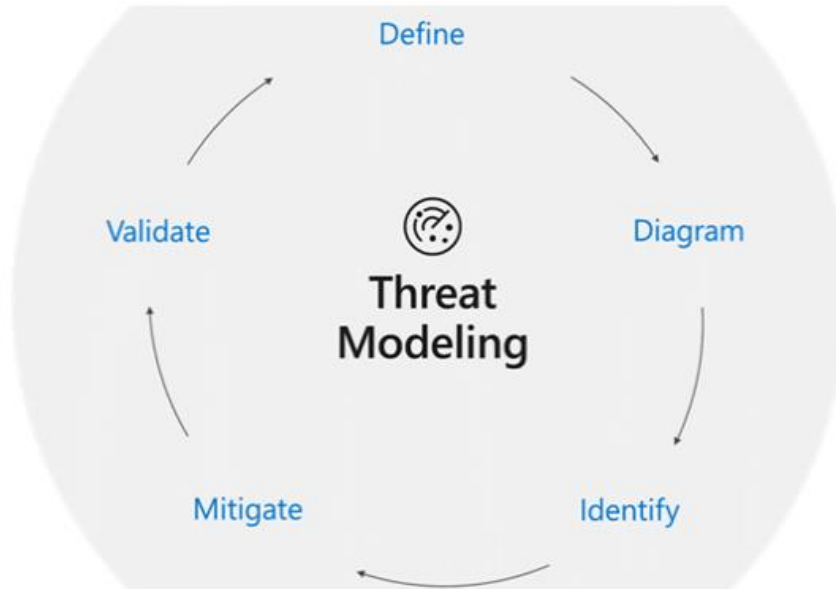 Define
Validate
Diagram
Threat
Modeling
Mitigate
Identify